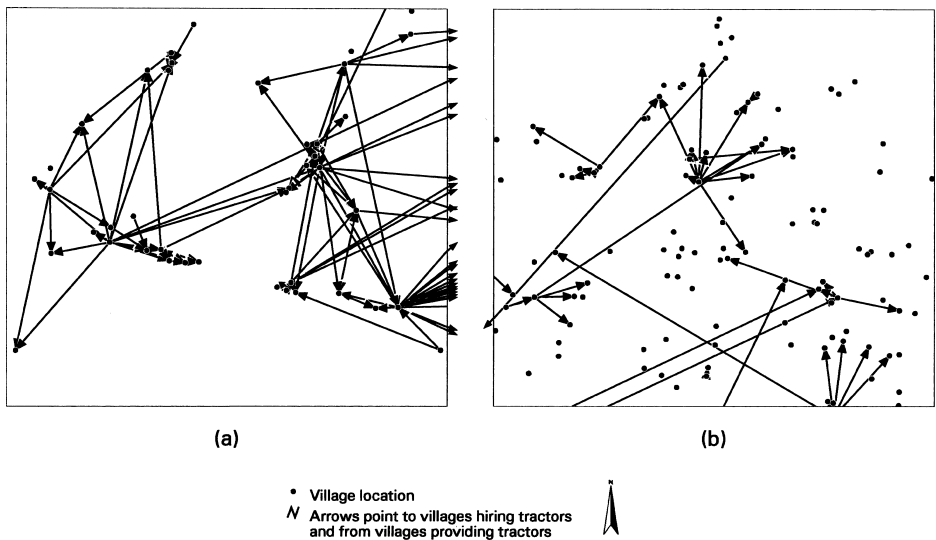 (a) (b)
N
Village location
Arrows point to villages hiring tractors
and from villages providing tractors